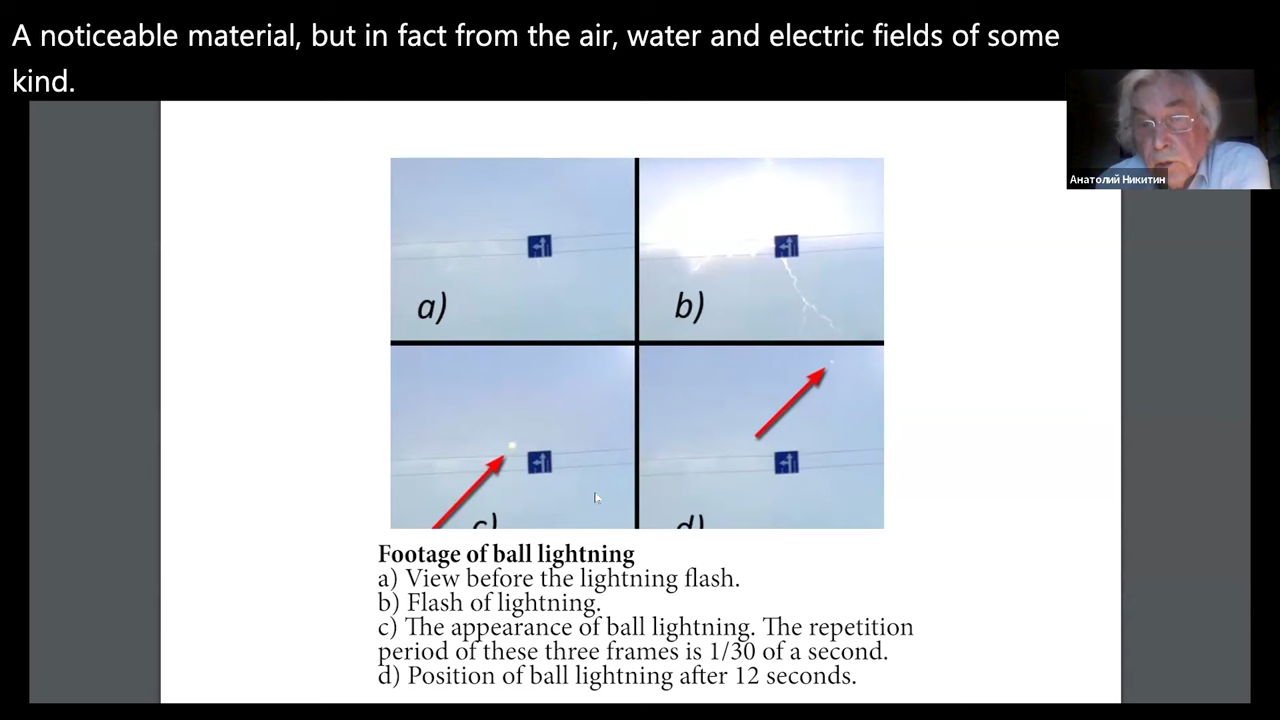 A noticeable material, but in fact from the air, water and electric fields of some
kind.
Анатолий Никитин
a)
b)
c)
d)
Footage of ball lightning
a) View before the lightning flash.
b) Flash of lightning.
c) The appearance of ball lightning. The repetition
period of these three frames is 1/30 of a second.
d) Position of ball lightning after 12 seconds.